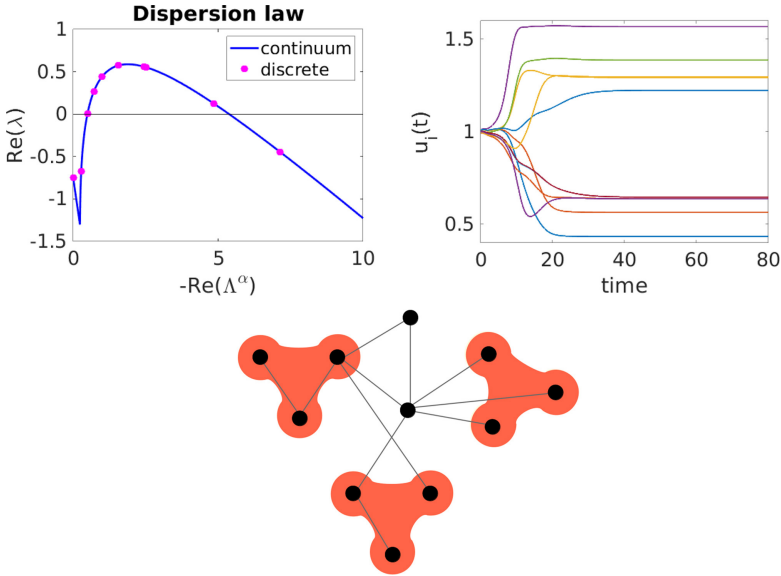 Dispersion law
continuum
discrete
Re(λ)
1
0.5
0
-0.5
-1
-1.5
0
5
10
-Re(Λ^α)
u_i(t)
1.5
1
0.5
0
20
40
60
80
time